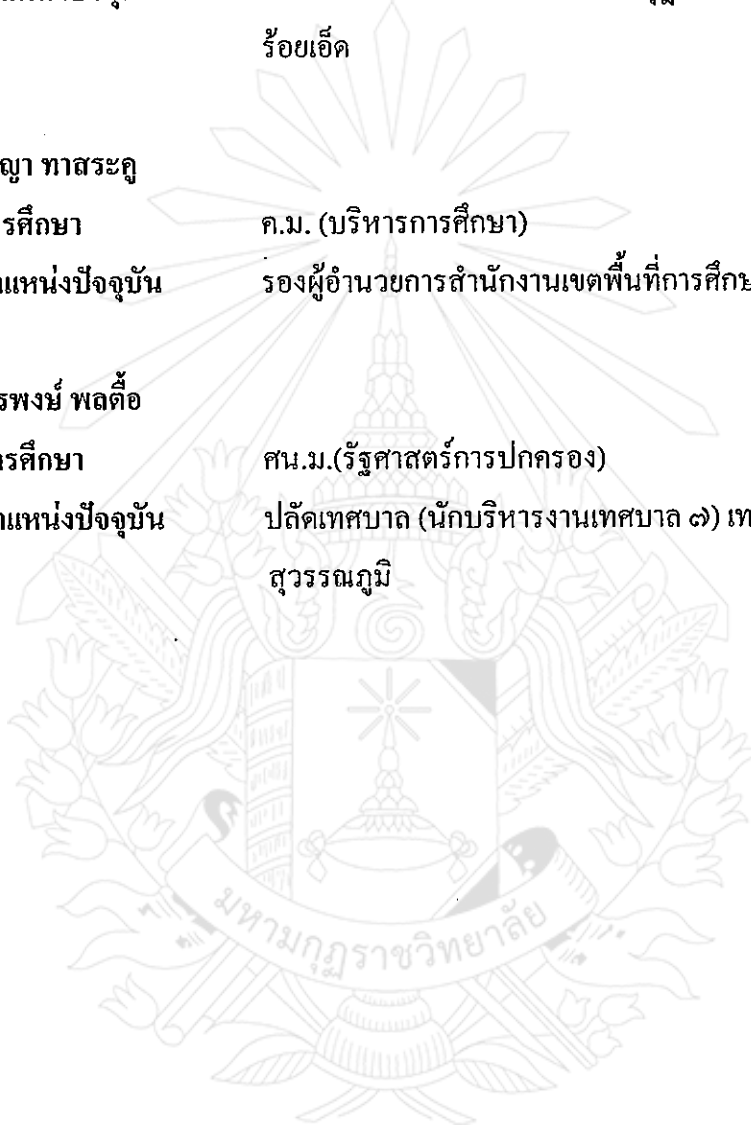 ร้อยเอ็ด
ญา ทาสระคู
รศึกษา ค.ม. (บริหารการศึกษา)
แหน่งปัจจุบัน รองผู้อำนวยการสำนักงานเขตพื้นที่การศึกษ
รพงษ์ พลตื้อ
ารศึกษา ศน.ม.(รัฐศาสตร์การปกครอง)
าแหน่งปัจจุบัน ปลัดเทศบาล (นักบริหารงานเทศบาล ๗) เท
สุวรรณภูมิ
มหามกุฏราชวิทยาลัย